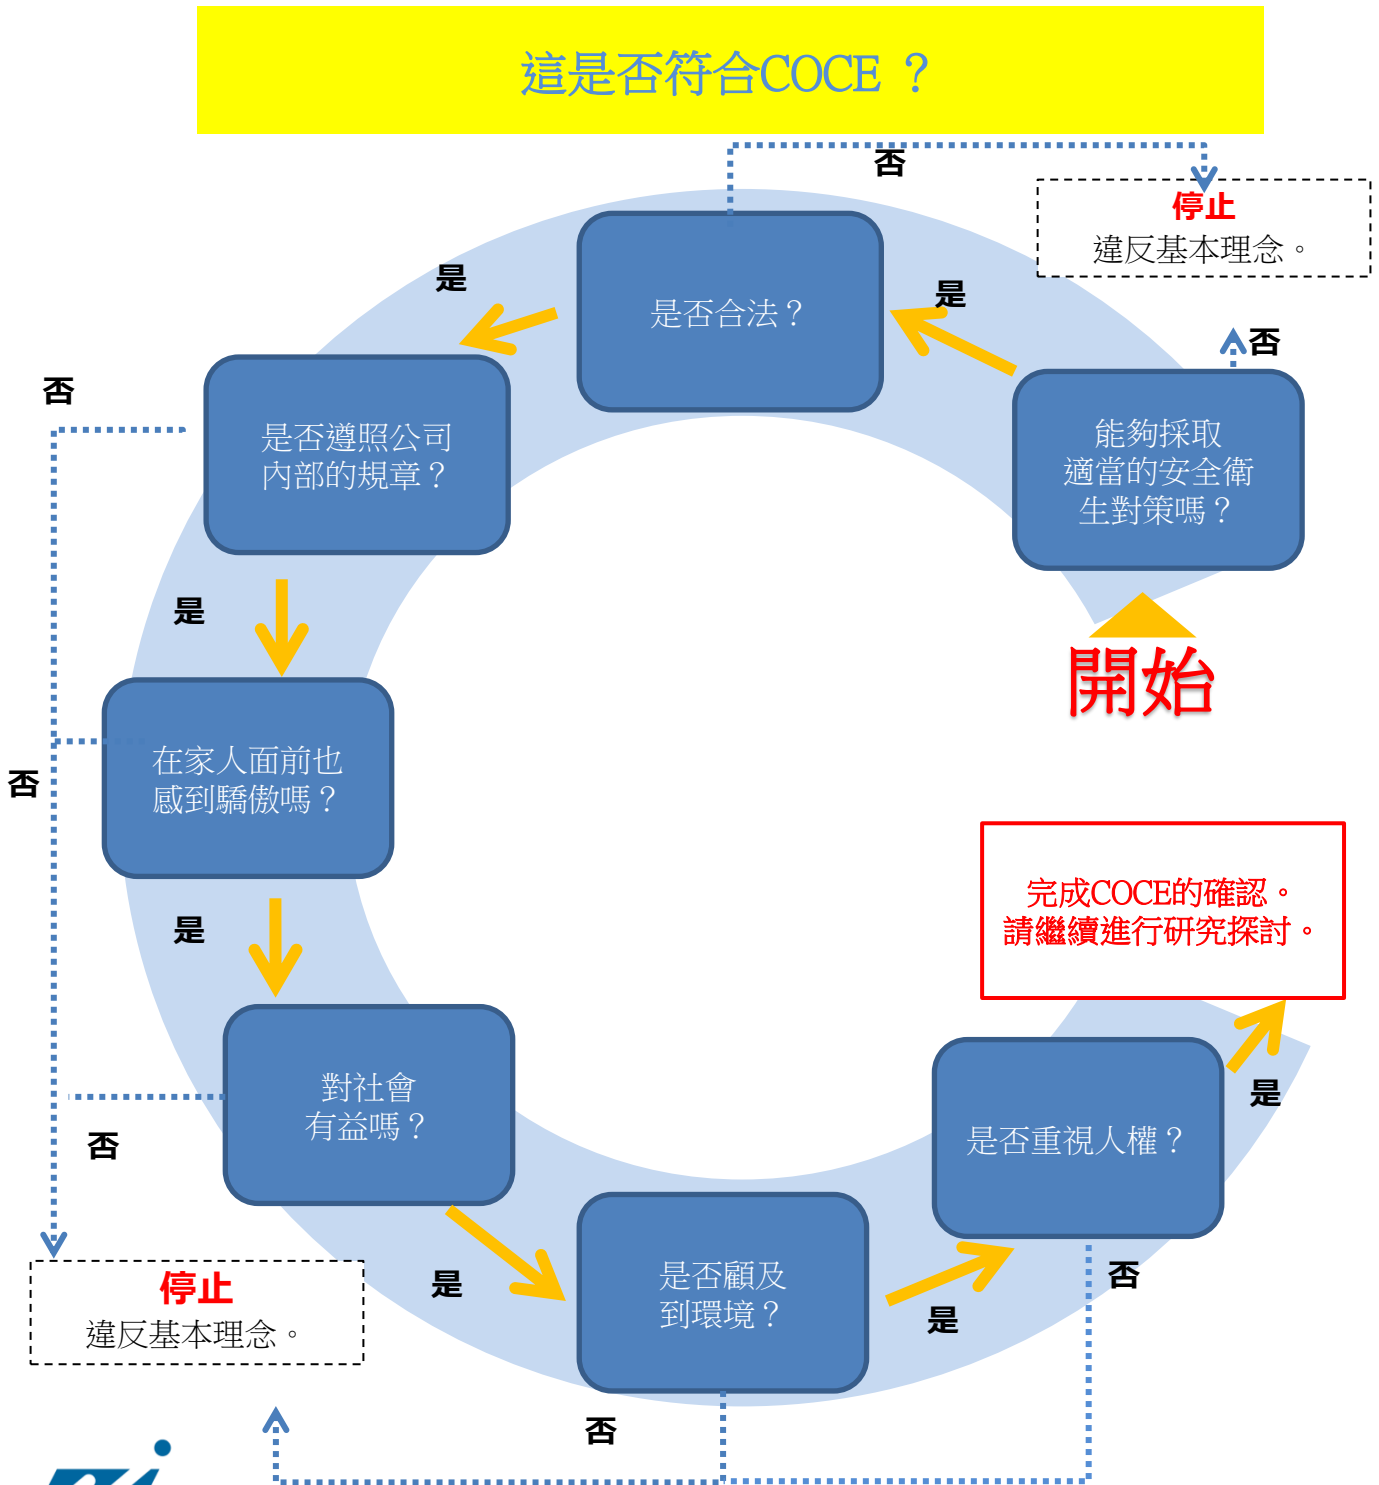 這是否符合COCE ？
否
停止
違反基本理念。
是
是否合法？
是
否
否
是否遵照公司
內部的規章？
能夠採取
適當的安全衛
生對策嗎？
是
開始
在家人面前也
感到驕傲嗎？
否
完成COCE的確認。
請繼續進行研究探討。
是
對社會
有益嗎？
否
是否重視人權？
是
停止
違反基本理念。
是
是否顧及
到環境？
是
否
否